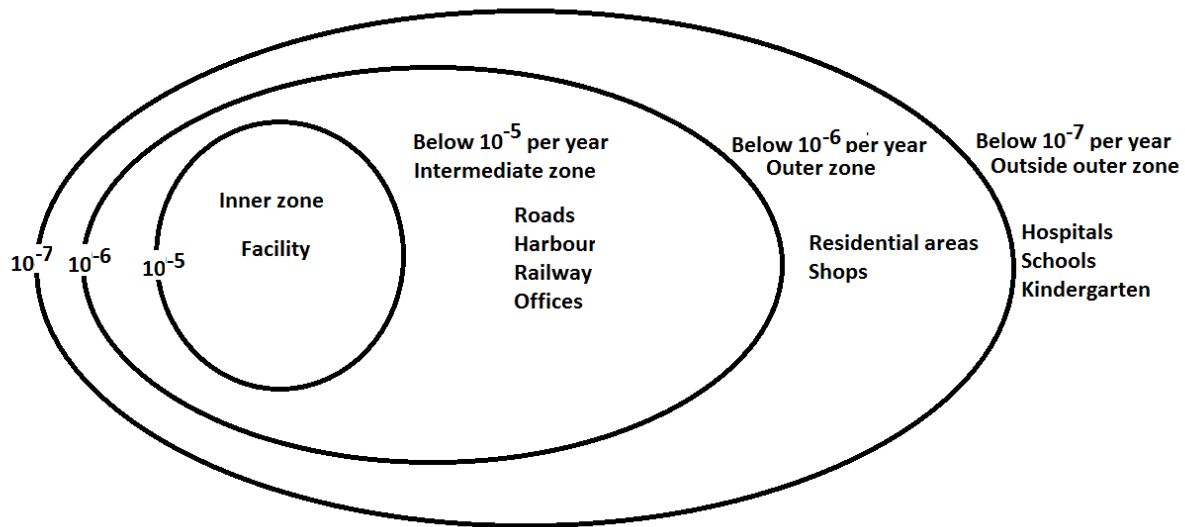 Inner zone
Facility
Below 10⁻⁵ per year
Intermediate zone
Roads
Harbour
Railway
Offices
Below 10⁻⁶ per year
Outer zone
Residential areas
Shops
Below 10⁻⁷ per year
Outside outer zone
Hospitals
Schools
Kindergarten
10⁻⁷
10⁻⁶
10⁻⁵